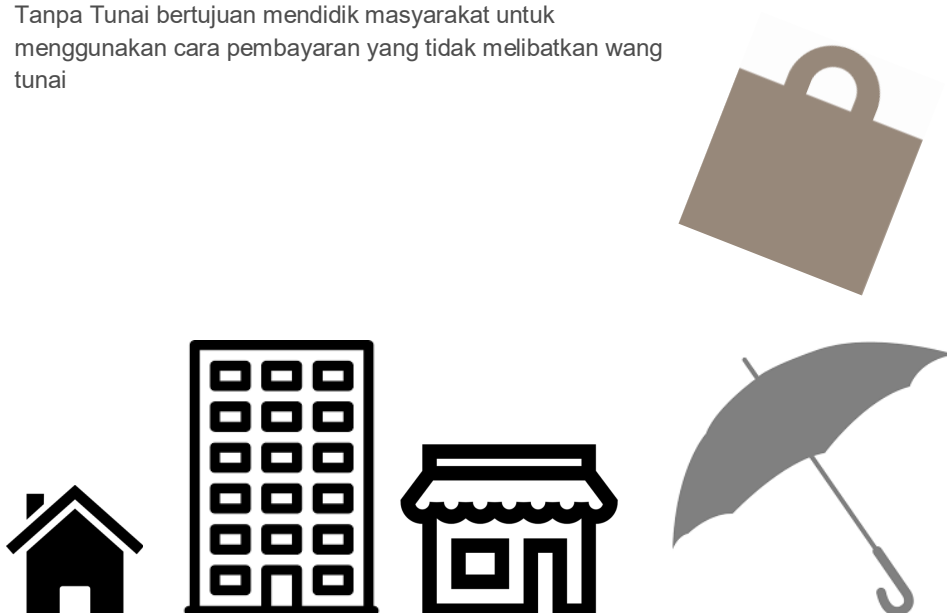 Tanpa Tunai bertujuan mendidik masyarakat untuk
menggunakan cara pembayaran yang tidak melibatkan wang
tunai